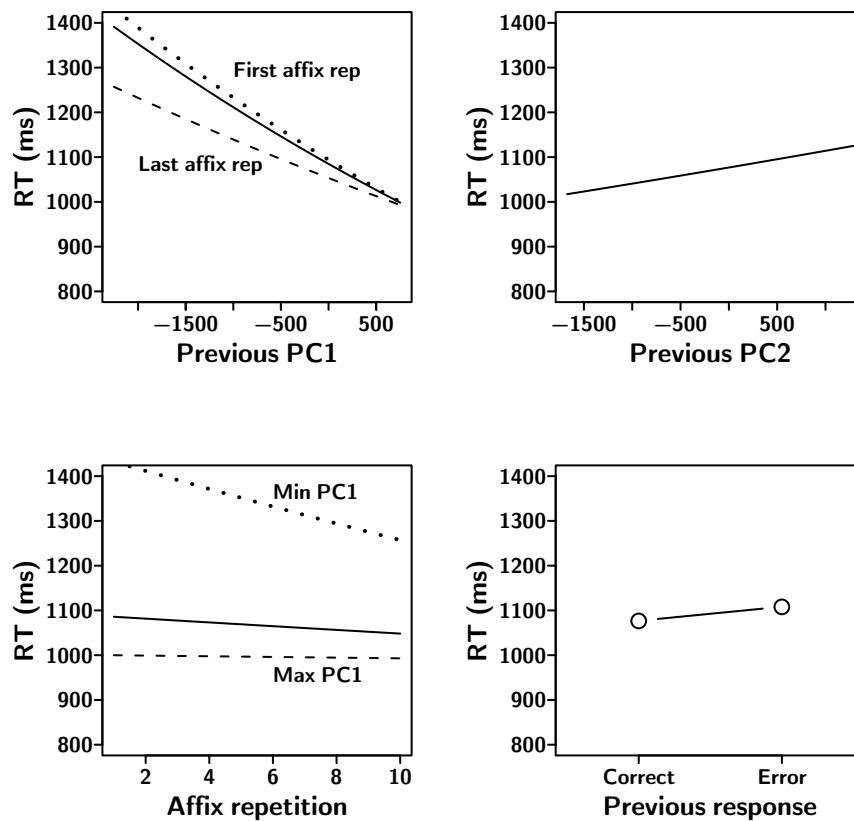 1400
1300
1200
1100
1000
900
800
RT (ms)
First affix rep
Last affix rep
−1500 −500 500
Previous PC1
1400
1300
1200
1100
1000
900
800
RT (ms)
−1500 −500 500
Previous PC2
1400
1300
1200
1100
1000
900
800
RT (ms)
Min PC1
Max PC1
2 4 6 8 10
Affix repetition
1400
1300
1200
1100
1000
900
800
RT (ms)
Correct Error
Previous response